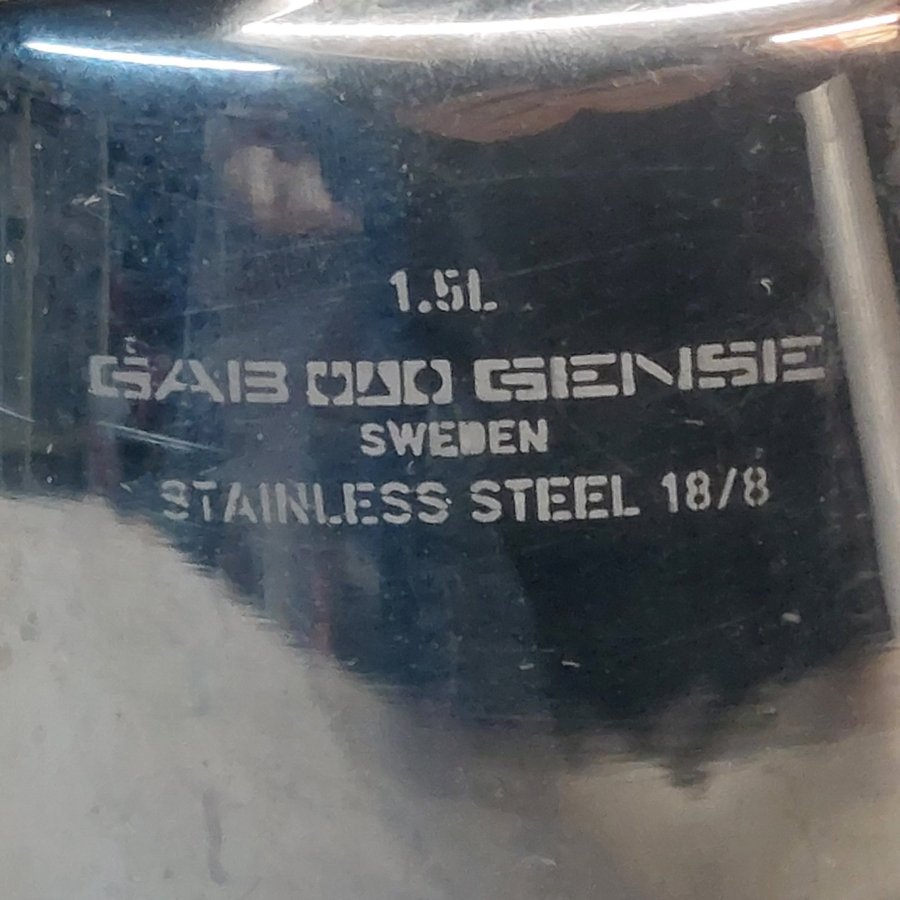 1.5L
GAB GENSE
SWEDEN
STAINLESS STEEL 18/8